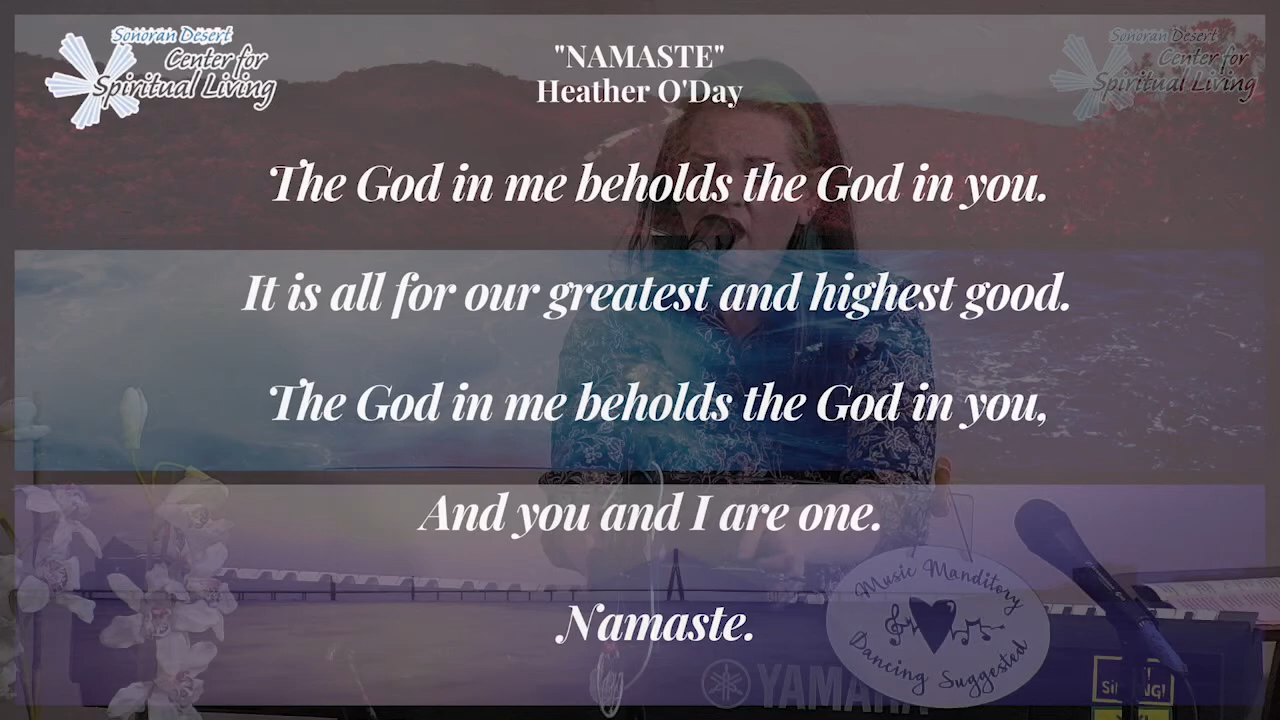 Sonoran Desert
Center for
Spiritual Living
"NAMASTE"
Heather O'Day
Sonoran Desert
Center for
Spiritual Living
The God in me beholds the God in you.
It is all for our greatest and highest good.
The God in me beholds the God in you,
And you and I are one.
Namaste.
Music Manditory
Dancing Suggested
YAMAHA